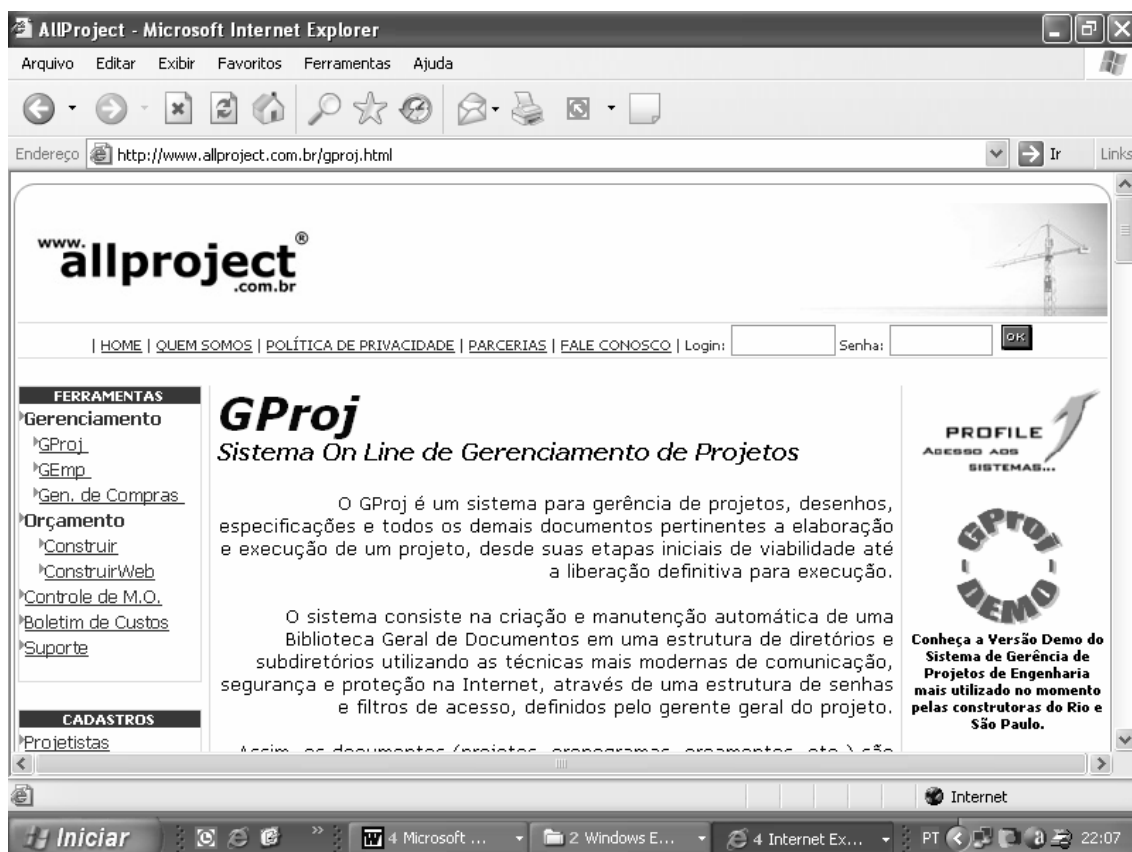 AllProject - Microsoft Internet Explorer
Arquivo Editar Exibir Favoritos Ferramentas Ajuda
Endereço http://www.allproject.com.br/gproj.html Ir Links
www.allproject®
.com.br
| HOME | QUEM SOMOS | POLÍTICA DE PRIVACIDADE | PARCERIAS | FALE CONOSCO | Login: Senha: OK
FERRAMENTAS
Gerenciamento
GProj
GEmp
Gen. de Compras
Orçamento
Construir
ConstruirWeb
Controle de M.O.
Boletim de Custos
Suporte
CADASTROS
Projetistas
GProj
Sistema On Line de Gerenciamento de Projetos
O GProj é um sistema para gerência de projetos, desenhos,
especificações e todos os demais documentos pertinentes a elaboração
e execução de um projeto, desde suas etapas iniciais de viabilidade até
a liberação definitiva para execução.
O sistema consiste na criação e manutenção automática de uma
Biblioteca Geral de Documentos em uma estrutura de diretórios e
subdiretórios utilizando as técnicas mais modernas de comunicação,
segurança e proteção na Internet, através de uma estrutura de senhas
e filtros de acesso, definidos pelo gerente geral do projeto.
Assim, os documentos (projetos, cronogramas, orçamentos, etc.) são
PROFILE
ACESSO AOS
SISTEMAS...
GProj
DEMO
Conheça a Versão Demo do
Sistema de Gerência de
Projetos de Engenharia
mais utilizado no momento
pelas construtoras do Rio e
São Paulo.
Internet
Iniciar 4 Microsoft ... 2 Windows E... 4 Internet Ex... PT 22:07